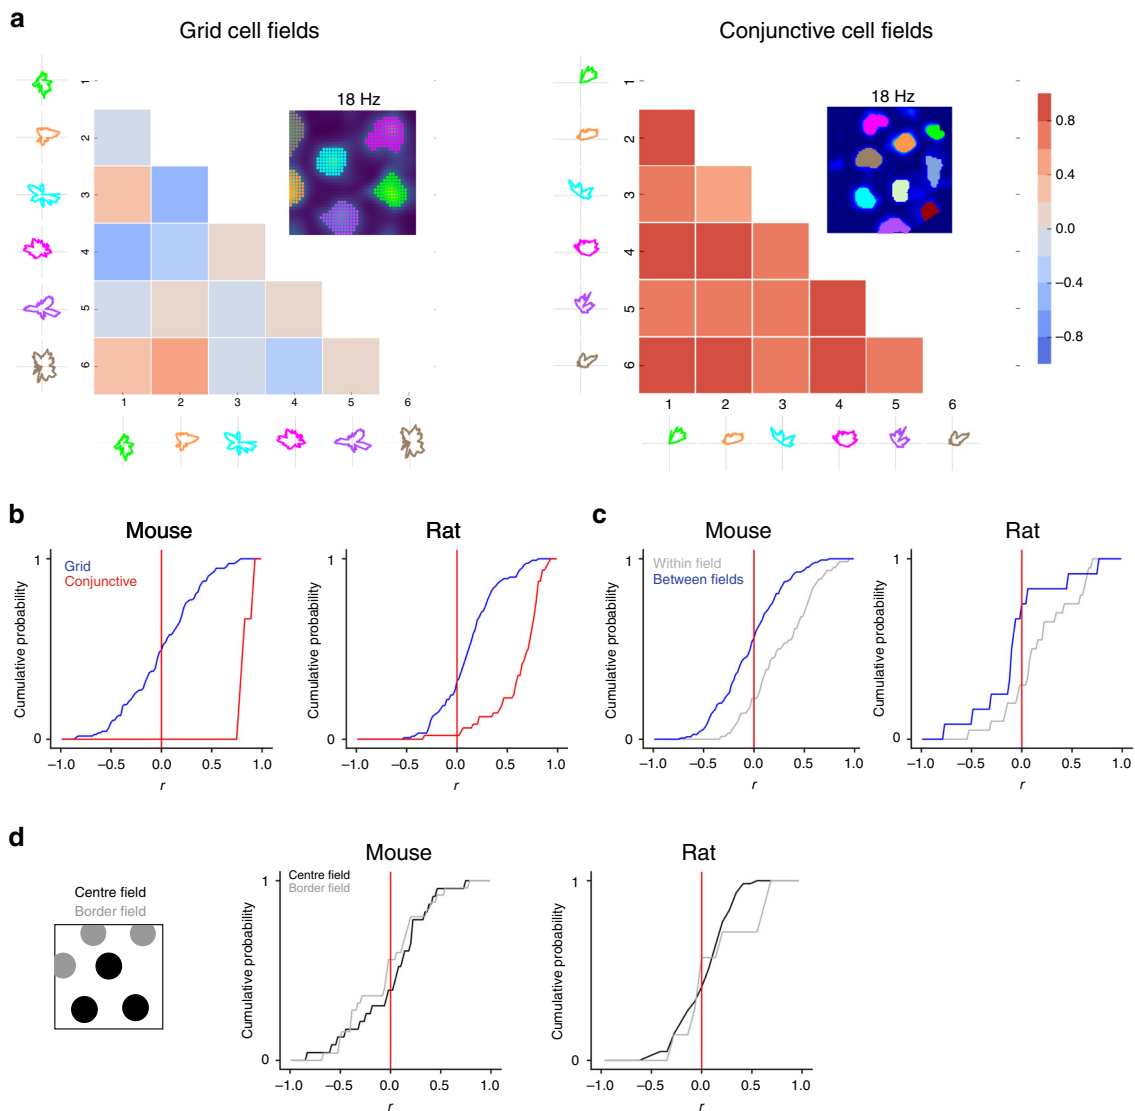 a
Grid cell fields
Conjunctive cell fields
18 Hz
18 Hz
1
2
3
4
5
6
1 2 3 4 5 6
1
2
3
4
5
6
1 2 3 4 5 6
0.8
0.4
0.0
−0.4
−0.8
b
Mouse
Grid
Conjunctive
Cumulative probability
1
0
−1.0 −0.5 0.0 0.5 1.0
r
Rat
Cumulative probability
1
0
−1.0 −0.5 0.0 0.5 1.0
r
c
Mouse
Within field
Between fields
Cumulative probability
1
0
−1.0 −0.5 0.0 0.5 1.0
r
Rat
Cumulative probability
1
0
−1.0 −0.5 0.0 0.5 1.0
r
d
Centre field
Border field
Mouse
Centre field
Border field
Cumulative probability
1
0
−1.0 −0.5 0.0 0.5 1.0
r
Rat
Cumulative probability
1
0
−1.0 −0.5 0.0 0.5 1.0
r